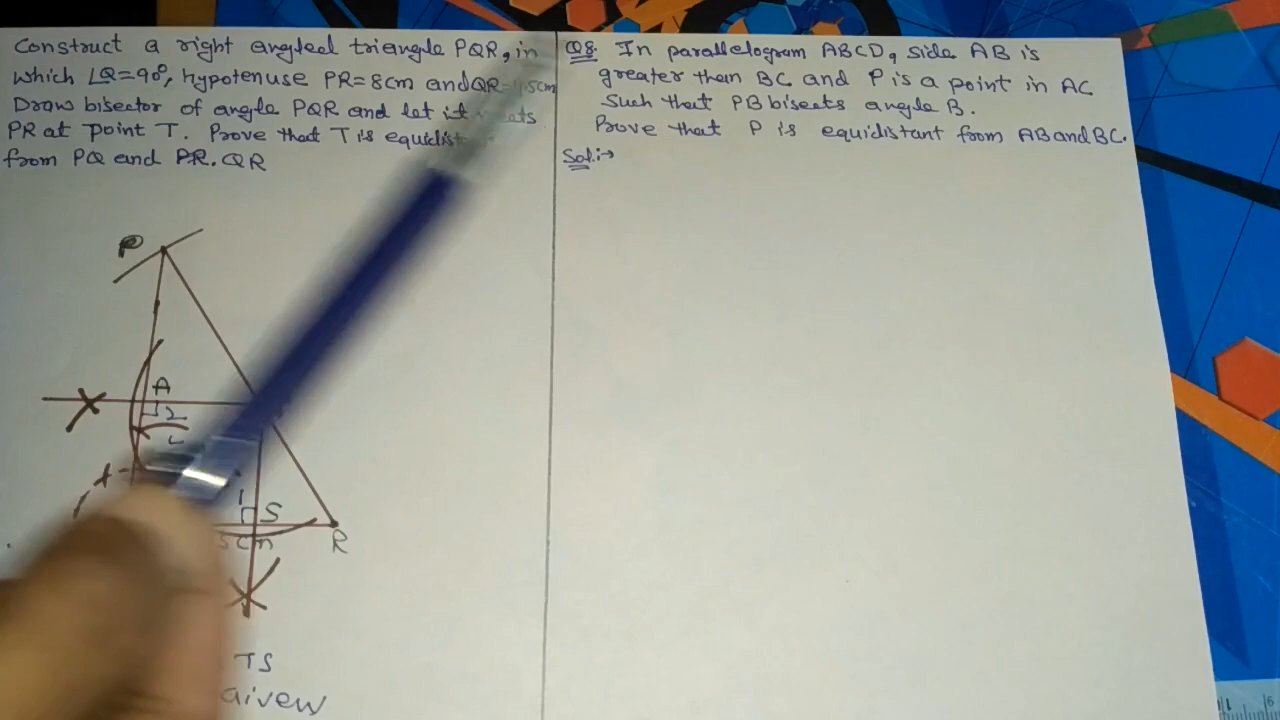 Construct a right angled triangle PQR, in
which ∠Q=90°, hypotenuse PR=8cm and QR=4.5cm
Draw bisector of angle PQR and let it
PR at point T. Prove that T is
from PQ and PR. QR
Q8 In parallelogram ABCD, side AB is
greater than BC and P is a point in AC
Such that PB bisects angle B.
Prove that P is equidistant from AB and BC.
Sol:→
P
A
2
1
S
R
TS